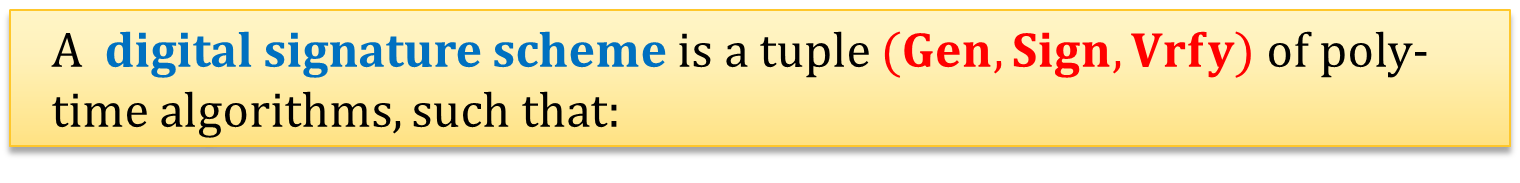 A digital signature scheme is a tuple (Gen, Sign, Vrfy) of poly-
time algorithms, such that: